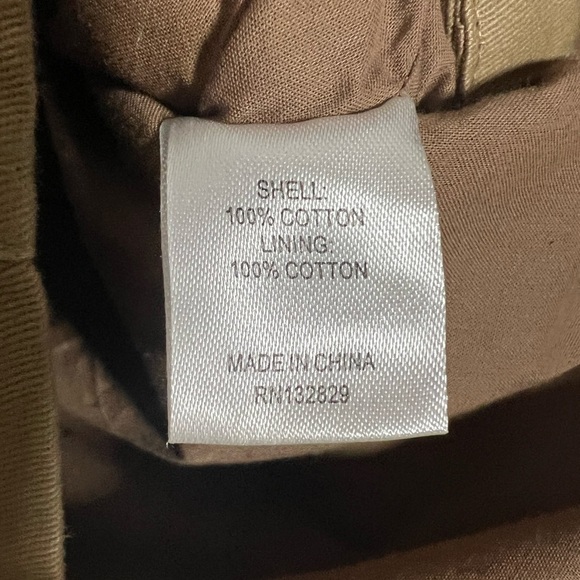 SHELL:
100% COTTON
LINING:
100% COTTON
MADE IN CHINA
RN132829